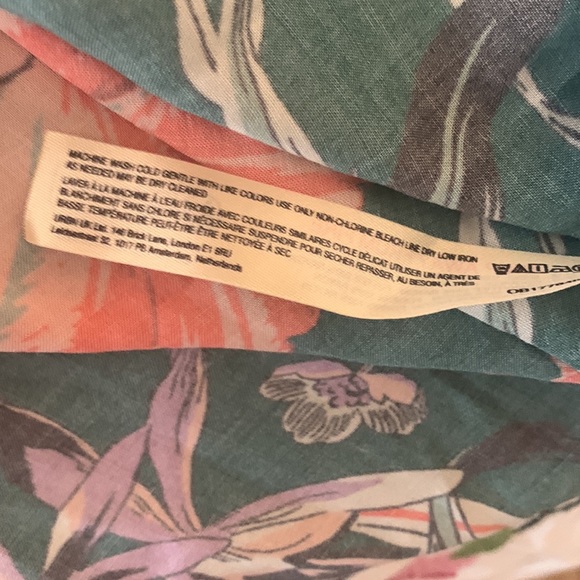 MACHINE WASH COLD GENTLE WITH LIKE COLORS USE ONLY NON-CHLORINE BLEACH LINE DRY LOW IRON
AS NEEDED MAY BE DRY CLEANED
LAVER À LA MACHINE À L'EAU FROIDE AVEC COULEURS SIMILAIRES CYCLE DÉLICAT UTILISER UN AGENT DE
BLANCHIMENT SANS CHLORE SI NÉCESSAIRE SUSPENDRE POUR SECHER REPASSER, AU BESOIN, À TRÈS
BASSE TEMPÉRATURE PEUT-ÊTRE ÊTRE NETTOYÉE À SEC
URBN UK Ltd. 146 Brick Lane, London E1 6RU
Leidsestraat 32, 1017 PB Amsterdam, Netherlands